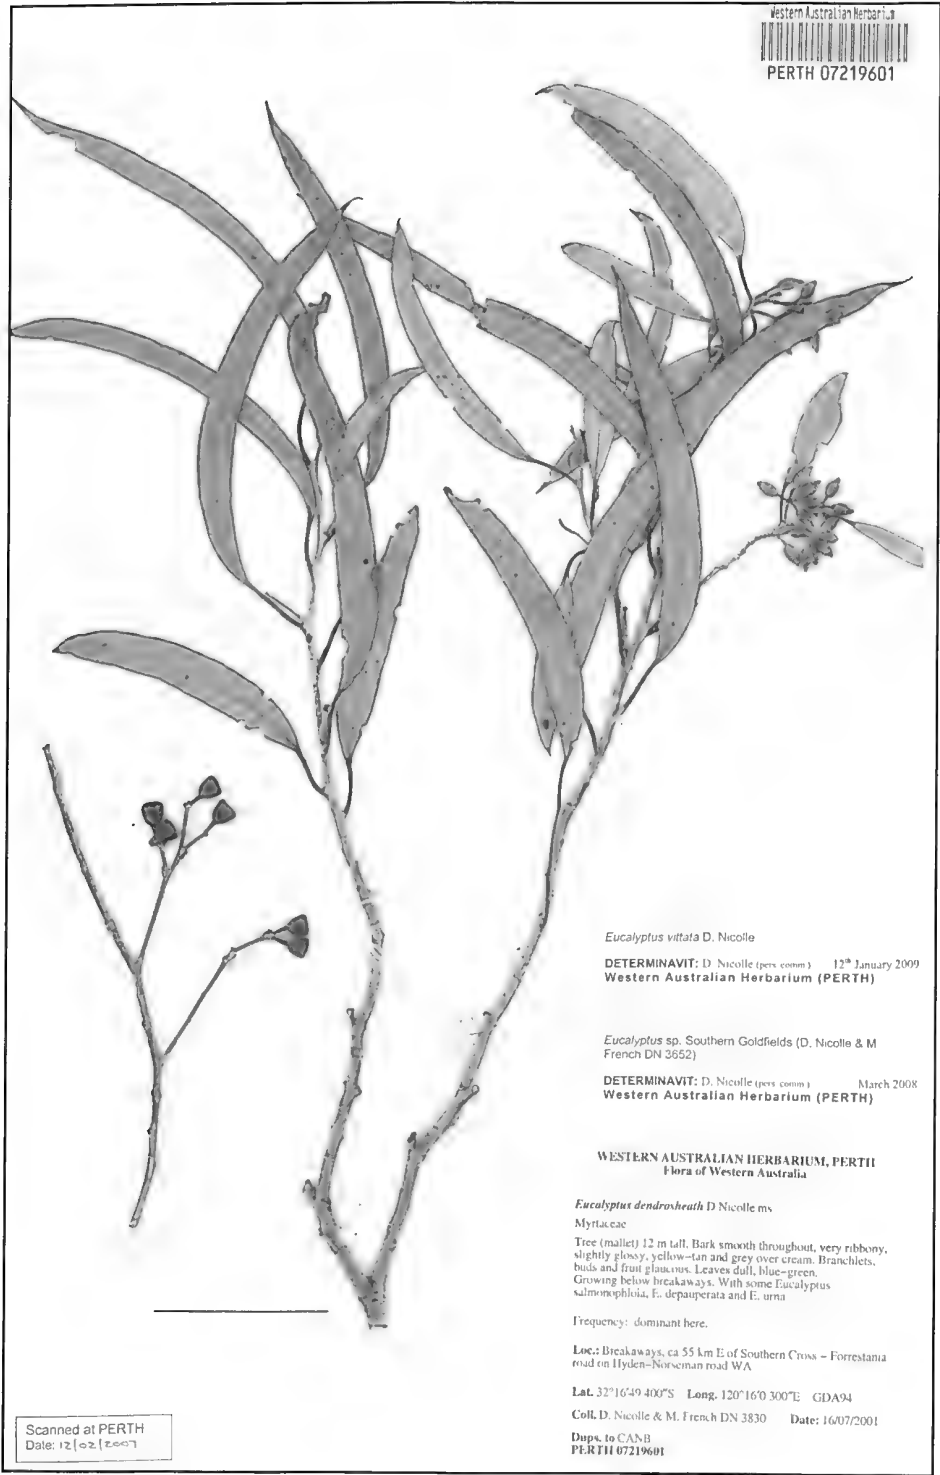 Western Australian Herbarium
PERTH 07219601
Eucalyptus vittata D. Nicolle
DETERMINAVIT: D. Nicolle (pers comm) 12th January 2009
Western Australian Herbarium (PERTH)
Eucalyptus sp. Southern Goldfields (D. Nicolle & M
French DN 3652)
DETERMINAVIT: D. Nicolle (pers comm) March 2008
Western Australian Herbarium (PERTH)
WESTERN AUSTRALIAN HERBARIUM, PERTH
Flora of Western Australia
Eucalyptus dendrosheath D Nicolle ms
Myrtaceae
Tree (mallet) 12 m tall. Bark smooth throughout, very ribbony,
slightly glossy, yellow-tan and grey over cream. Branchlets,
buds and fruit glaucous. Leaves dull, blue-green.
Growing below breakaways. With some Eucalyptus
salmonophloia, E. depauperata and E. urna
Frequency: dominant here.
Loc.: Breakaways, ca 55 km E of Southern Cross - Forrestania
road on Hyden-Norseman road WA
Lat. 32°16'49 400"S Long. 120°16'0 300"E GDA94
Coll. D. Nicolle & M. French DN 3830 Date: 16/07/2001
Dups. to CANB
PERTH 07219601
Scanned at PERTH
Date: 12/02/2007